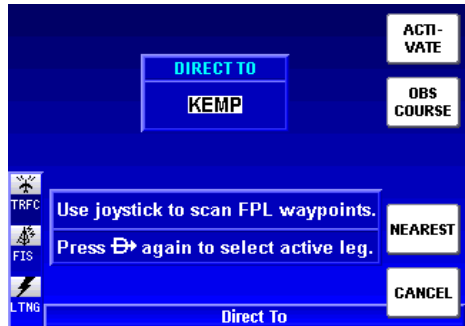 ACTI-
VATE
DIRECT TO
KEMP
OBS
COURSE
TRFC
FIS
LTNG
Use joystick to scan FPL waypoints.
Press D→ again to select active leg.
NEAREST
CANCEL
Direct To